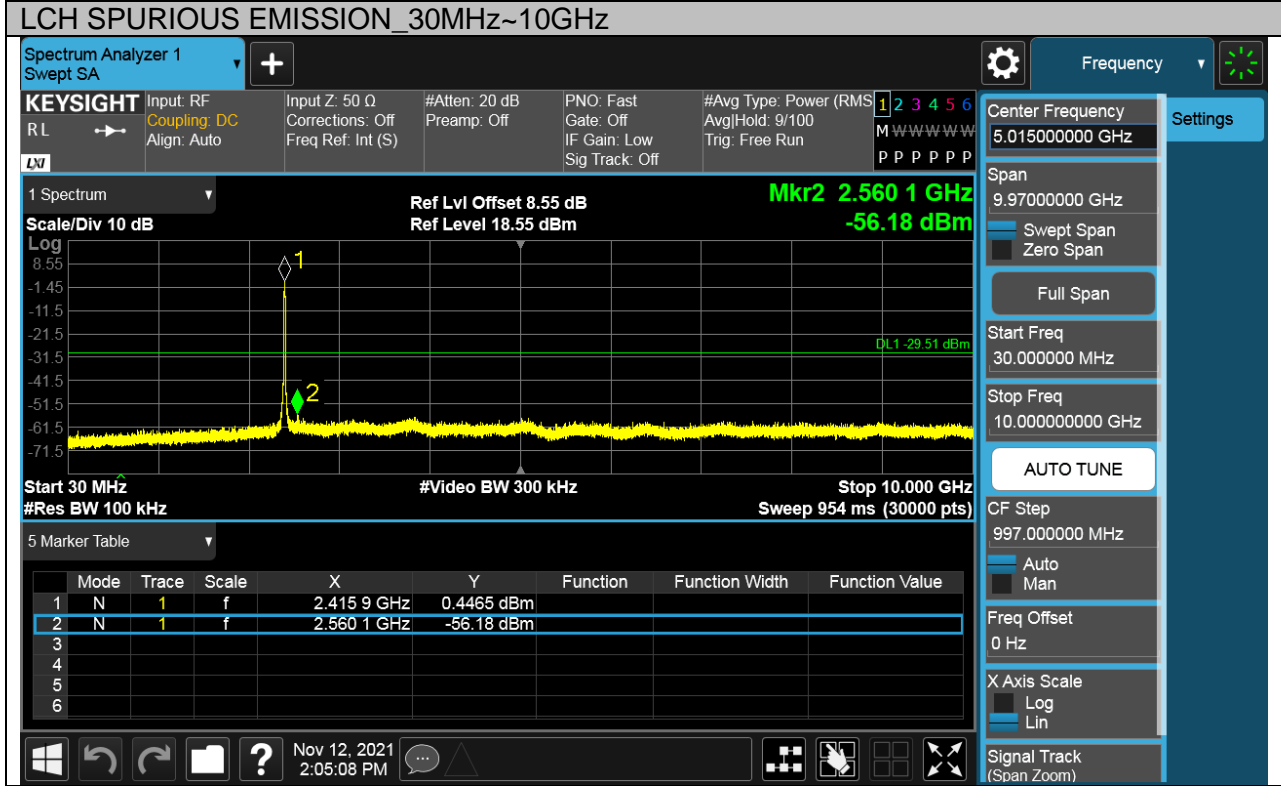 LCH SPURIOUS EMISSION_30MHz~10GHz
Spectrum Analyzer 1
Swept SA
+
Frequency
KEYSIGHT
RL
LXI
Input: RF
Coupling: DC
Align: Auto
Input Z: 50 Ω
Corrections: Off
Freq Ref: Int (S)
#Atten: 20 dB
Preamp: Off
PNO: Fast
Gate: Off
IF Gain: Low
Sig Track: Off
#Avg Type: Power (RMS
Avg|Hold: 9/100
Trig: Free Run
1 2 3 4 5 6
M W W W W W
P P P P P P
1 Spectrum
Scale/Div 10 dB
Ref Lvl Offset 8.55 dB
Ref Level 18.55 dBm
Mkr2 2.560 1 GHz
-56.18 dBm
Log
8.55
-1.45
-11.5
-21.5
-31.5
-41.5
-51.5
-61.5
-71.5
1
2
DL1 -29.51 dBm
Start 30 MHz
#Video BW 300 kHz
Stop 10.000 GHz
#Res BW 100 kHz
Sweep 954 ms (30000 pts)
5 Marker Table
Mode Trace Scale X Y Function Function Width Function Value
1 N 1 f 2.415 9 GHz 0.4465 dBm
2 N 1 f 2.560 1 GHz -56.18 dBm
3
4
5
6
?
Nov 12, 2021
2:05:08 PM
Center Frequency
5.015000000 GHz
Settings
Span
9.97000000 GHz
Swept Span
Zero Span
Full Span
Start Freq
30.000000 MHz
Stop Freq
10.000000000 GHz
AUTO TUNE
CF Step
997.000000 MHz
Auto
Man
Freq Offset
0 Hz
X Axis Scale
Log
Lin
Signal Track
(Span Zoom)